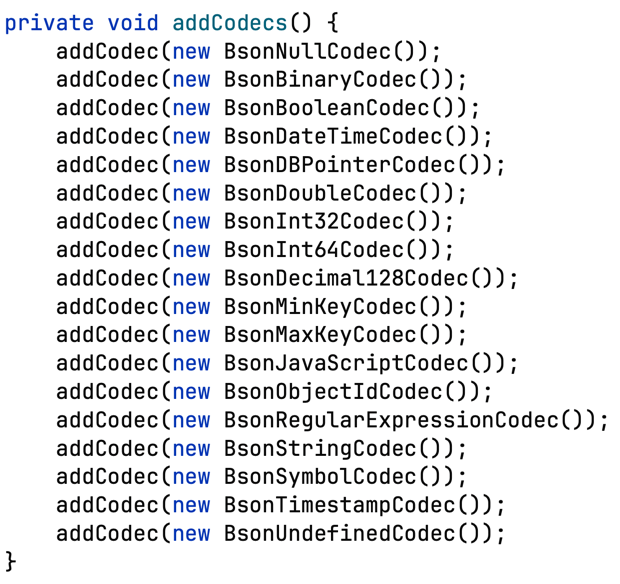 private void addCodecs() {
    addCodec(new BsonNullCodec());
    addCodec(new BsonBinaryCodec());
    addCodec(new BsonBooleanCodec());
    addCodec(new BsonDateTimeCodec());
    addCodec(new BsonDBPointerCodec());
    addCodec(new BsonDoubleCodec());
    addCodec(new BsonInt32Codec());
    addCodec(new BsonInt64Codec());
    addCodec(new BsonDecimal128Codec());
    addCodec(new BsonMinKeyCodec());
    addCodec(new BsonMaxKeyCodec());
    addCodec(new BsonJavaScriptCodec());
    addCodec(new BsonObjectIdCodec());
    addCodec(new BsonRegularExpressionCodec());
    addCodec(new BsonStringCodec());
    addCodec(new BsonSymbolCodec());
    addCodec(new BsonTimestampCodec());
    addCodec(new BsonUndefinedCodec());
}